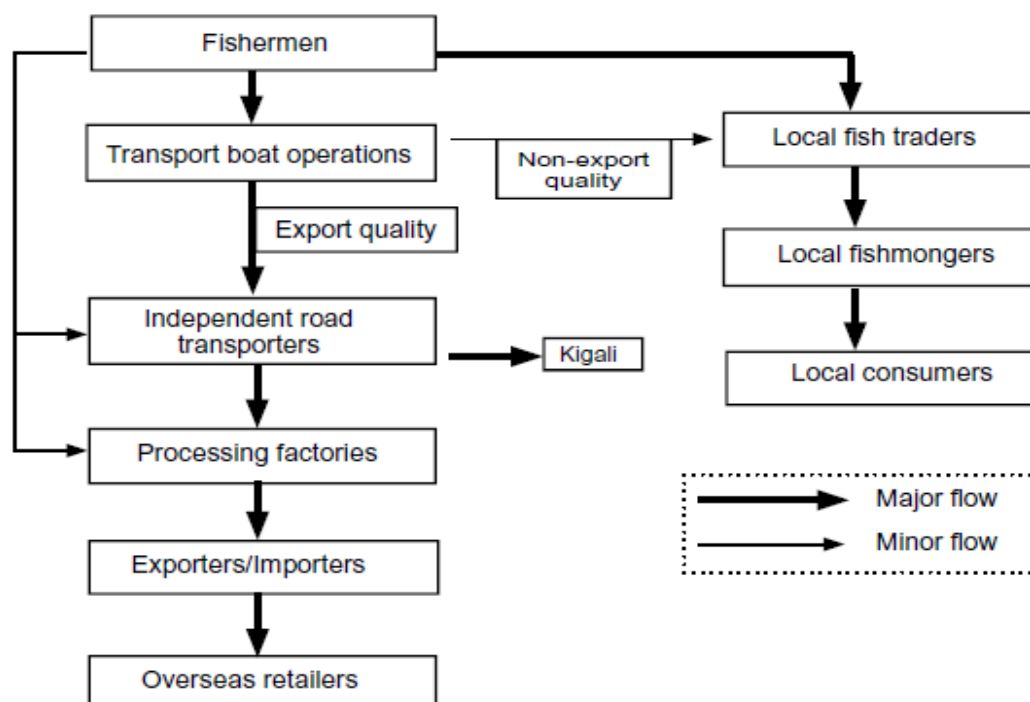 Fishermen
Transport boat operations
Non-export
quality
Local fish traders
Export quality
Local fishmongers
Independent road
transporters
Kigali
Local consumers
Processing factories
Major flow
Minor flow
Exporters/Importers
Overseas retailers